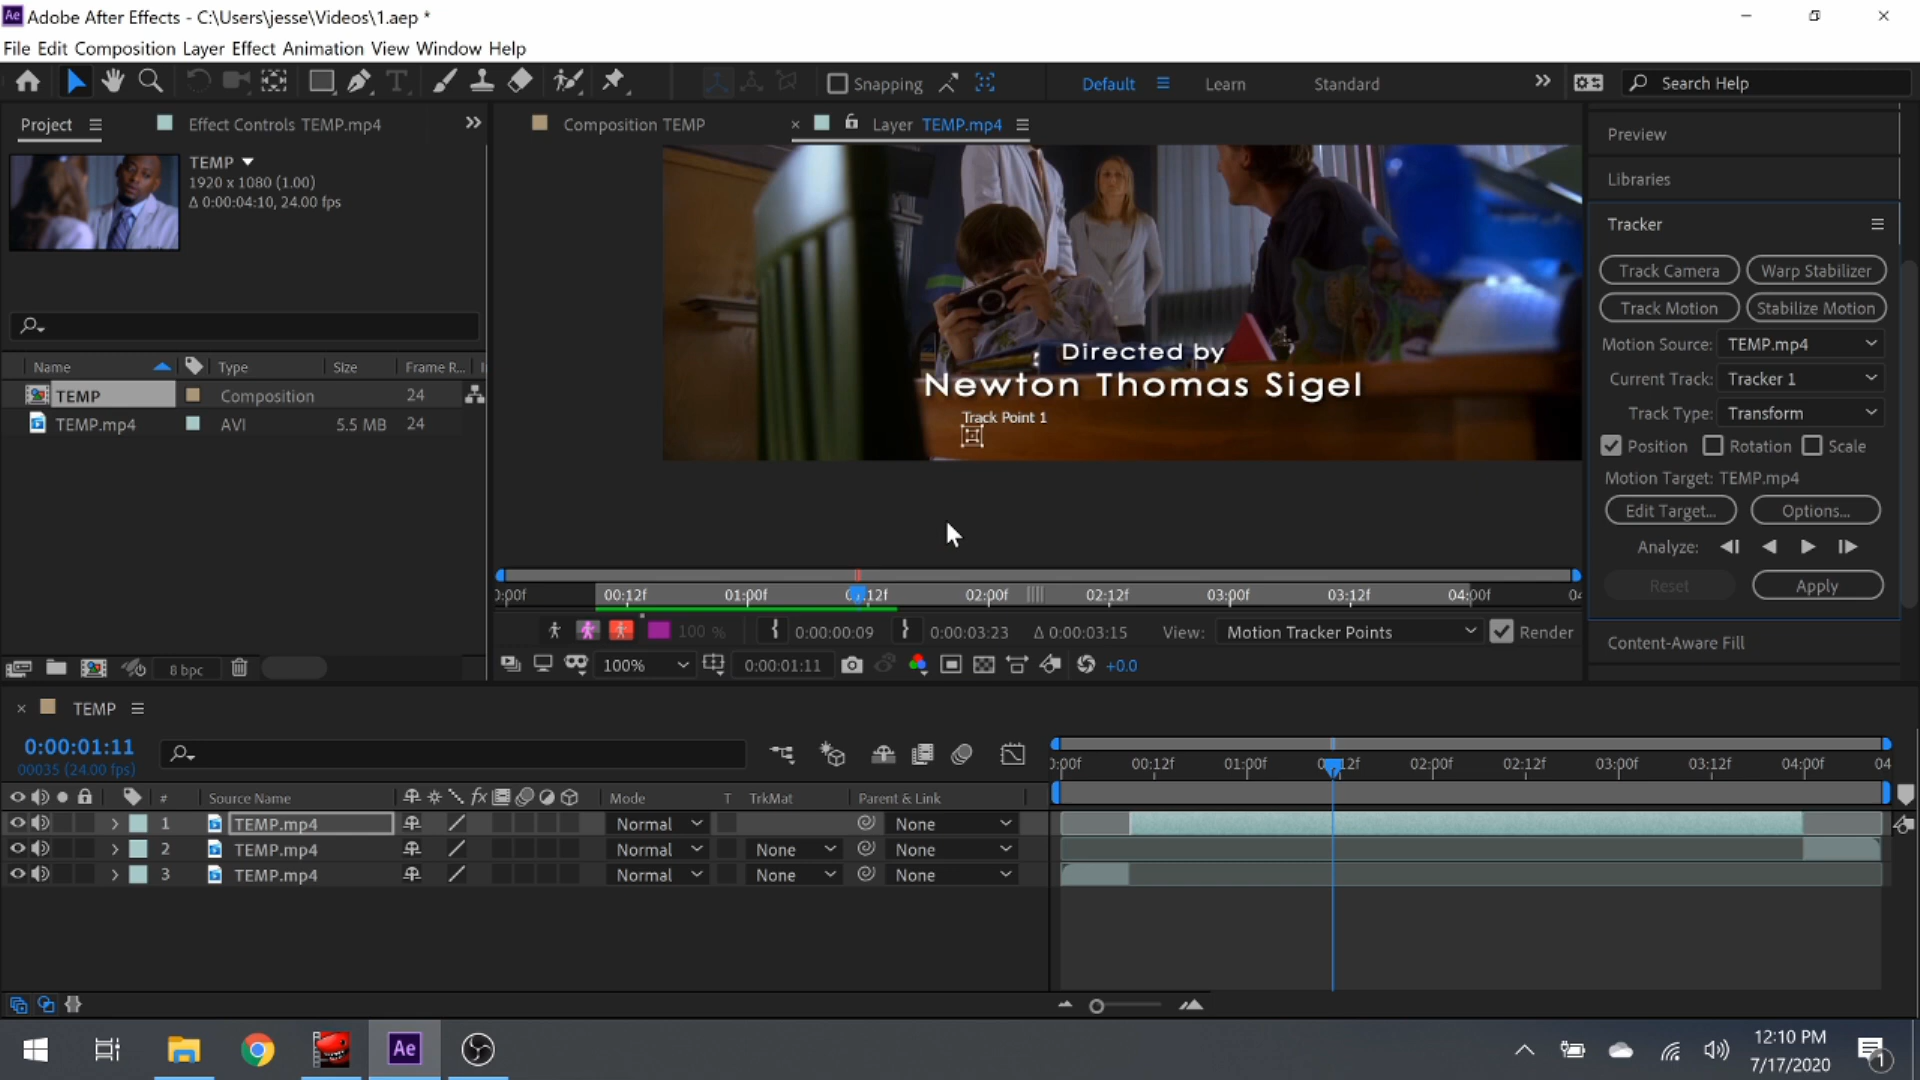 Ae Adobe After Effects - C:\Users\jesse\Videos\1.aep *
File Edit Composition Layer Effect Animation View Window Help
Snapping
Default
Learn
Standard
Search Help
Project
Effect Controls TEMP.mp4
Composition TEMP
Layer TEMP.mp4
TEMP
1920 x 1080 (1.00)
Δ 0:00:04:10, 24.00 fps
Name
Type
Size
Frame R...
TEMP
Composition
24
TEMP.mp4
AVI
5.5 MB
24
8 bpc
Directed by
Newton Thomas Sigel
Track Point 1
:00f
00:12f
01:00f
02:00f
02:12f
03:00f
03:12f
04:00f
100 %
0:00:00:09
0:00:03:23
Δ 0:00:03:15
View: Motion Tracker Points
Render
100%
0:00:01:11
+0.0
Preview
Libraries
Tracker
Track Camera
Warp Stabilizer
Track Motion
Stabilize Motion
Motion Source: TEMP.mp4
Current Track: Tracker 1
Track Type: Transform
Position
Rotation
Scale
Motion Target: TEMP.mp4
Edit Target...
Options...
Analyze:
Reset
Apply
Content-Aware Fill
TEMP
0:00:01:11
00035 (24.00 fps)
# Source Name
fx
Mode
T TrkMat
Parent & Link
1 TEMP.mp4 Normal None
2 TEMP.mp4 Normal None None
3 TEMP.mp4 Normal None None
:00f
00:12f
01:00f
02:00f
02:12f
03:00f
03:12f
04:00f
04
Ae
12:10 PM
7/17/2020
1